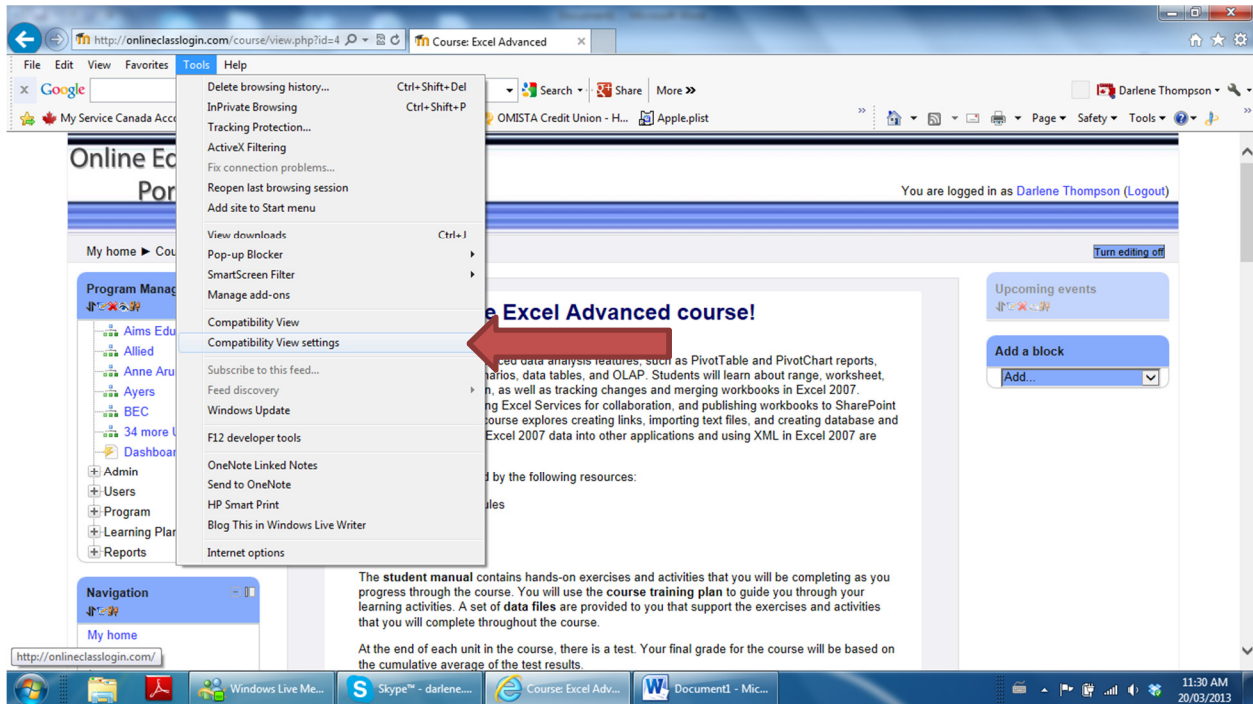 Document1 - Microsoft Word
http://onlineclasslogin.com/course/view.php?id=4
Course: Excel Advanced
File Edit View Favorites Tools Help
x Google
Search Share More »
Darlene Thompson
My Service Canada Acco
OMISTA Credit Union - H... Apple.plist
» Page Safety Tools »
Delete browsing history... Ctrl+Shift+Del
InPrivate Browsing Ctrl+Shift+P
Tracking Protection...
ActiveX Filtering
Fix connection problems...
Reopen last browsing session
Add site to Start menu
View downloads Ctrl+J
Pop-up Blocker
SmartScreen Filter
Manage add-ons
Compatibility View
Compatibility View settings
Subscribe to this feed...
Feed discovery
Windows Update
F12 developer tools
OneNote Linked Notes
Send to OneNote
HP Smart Print
Blog This in Windows Live Writer
Internet options
Online Ed
Por
You are logged in as Darlene Thompson (Logout)
My home ► Cou
Turn editing off
Program Manag
Aims Edu
Allied
Anne Aru
Ayers
BEC
34 more U
Dashboar
Admin
Users
Program
Learning Plan
Reports
Navigation
My home
http://onlineclasslogin.com/
e Excel Advanced course!
ced data analysis features, such as PivotTable and PivotChart reports,
narios, data tables, and OLAP. Students will learn about range, worksheet,
n, as well as tracking changes and merging workbooks in Excel 2007.
ng Excel Services for collaboration, and publishing workbooks to SharePoint
course explores creating links, importing text files, and creating database and
Excel 2007 data into other applications and using XML in Excel 2007 are
d by the following resources:
ules
The student manual contains hands-on exercises and activities that you will be completing as you
progress through the course. You will use the course training plan to guide you through your
learning activities. A set of data files are provided to you that support the exercises and activities
that you will complete throughout the course.
At the end of each unit in the course, there is a test. Your final grade for the course will be based on
the cumulative average of the test results.
Upcoming events
Add a block
Add...
Windows Live Me...
Skype™ - darlene....
Course: Excel Adv...
Document1 - Mic...
11:30 AM
20/03/2013